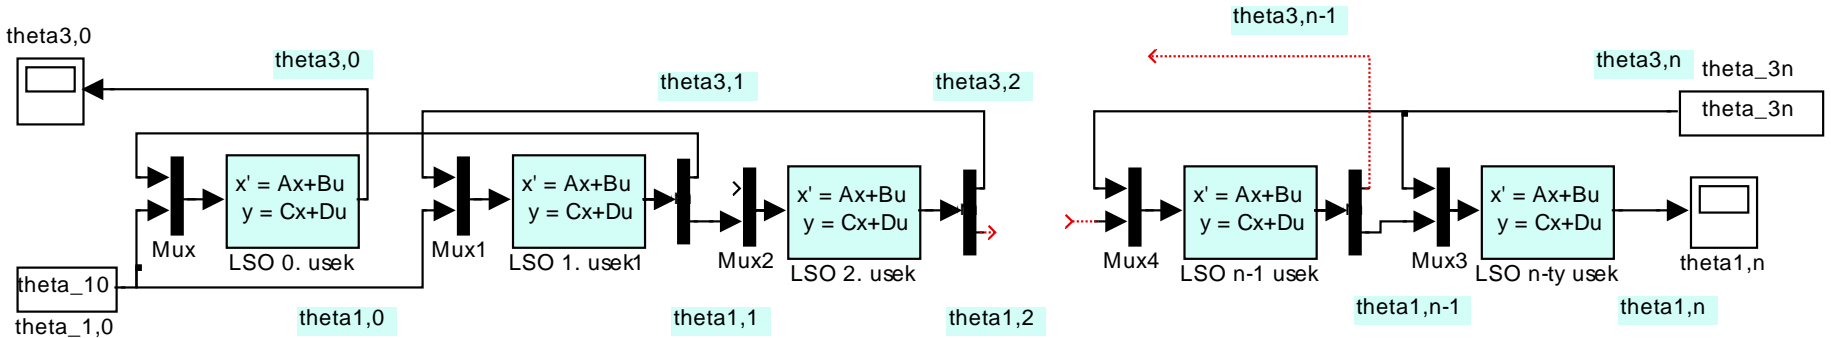 theta3,n-1
theta3,0
theta3,0
theta3,1
theta3,2
theta3,n
theta_3n
theta_3n
x' = Ax+Bu
y = Cx+Du
x' = Ax+Bu
y = Cx+Du
x' = Ax+Bu
y = Cx+Du
x' = Ax+Bu
y = Cx+Du
x' = Ax+Bu
y = Cx+Du
Mux
LSO 0. usek
Mux1
LSO 1. usek1
Mux2
LSO 2. usek
Mux4
LSO n-1 usek
Mux3
LSO n-ty usek
theta1,n
theta_10
theta_1,0
theta1,0
theta1,1
theta1,2
theta1,n-1
theta1,n